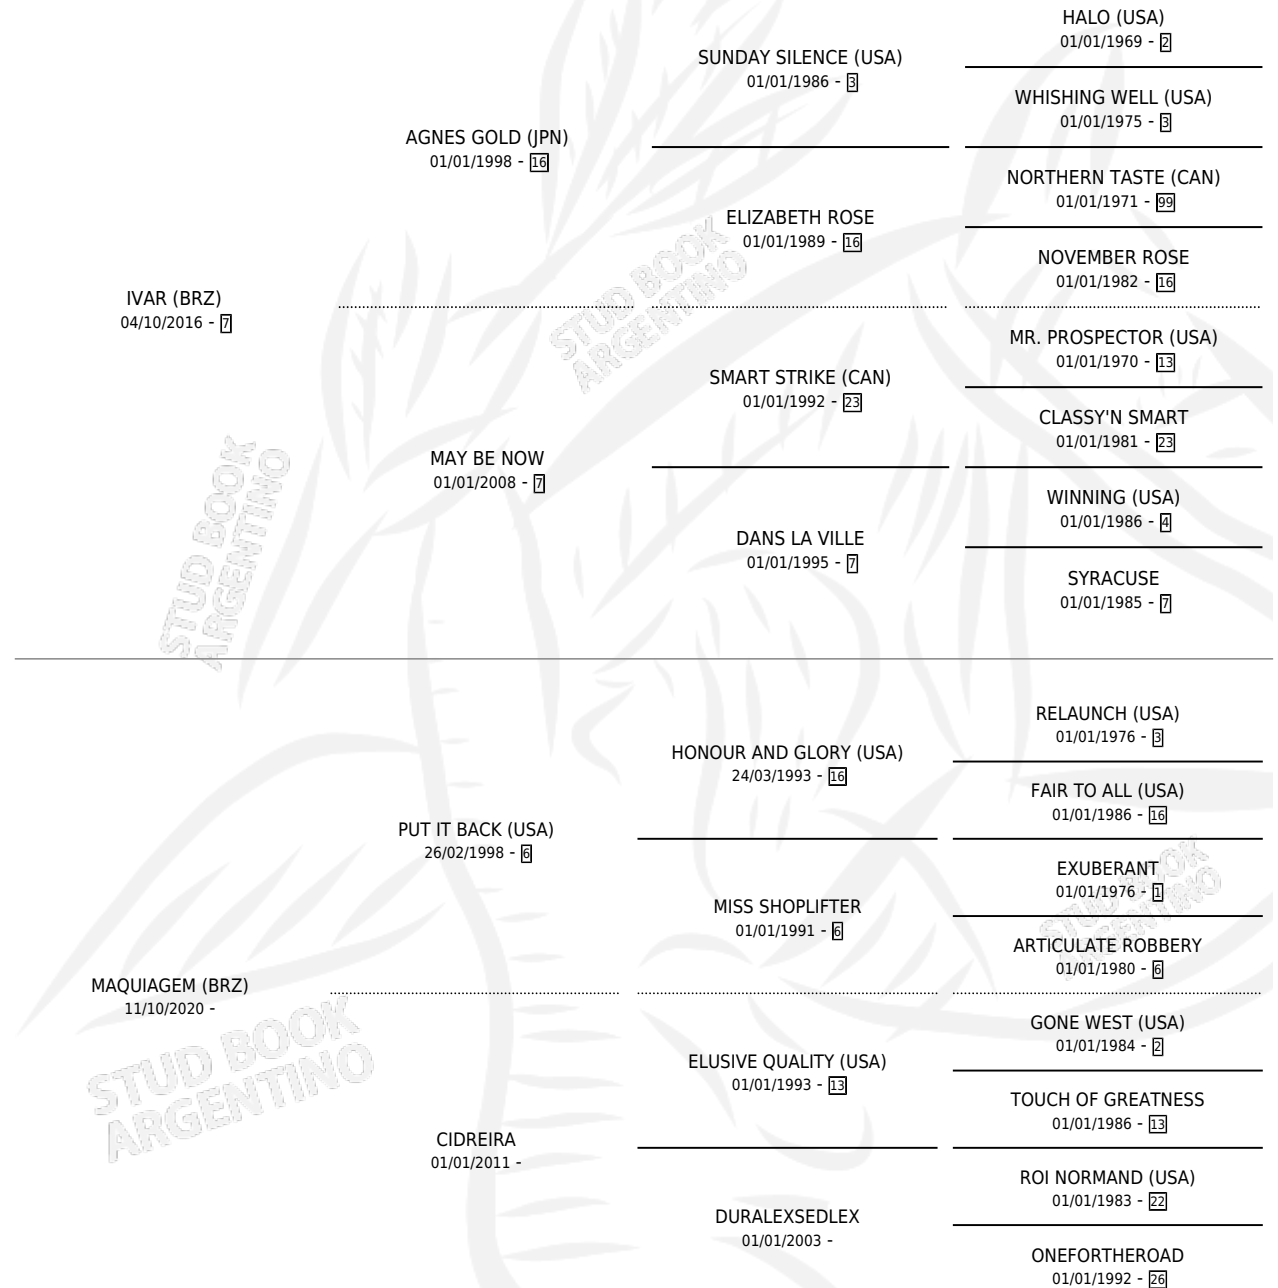 HALO (USA)
01/01/1969 - 2
SUNDAY SILENCE (USA)
01/01/1986 - 3
WHISHING WELL (USA)
01/01/1975 - 3
AGNES GOLD (JPN)
01/01/1998 - 16
NORTHERN TASTE (CAN)
01/01/1971 - 99
ELIZABETH ROSE
01/01/1989 - 16
NOVEMBER ROSE
01/01/1982 - 16
IVAR (BRZ)
04/10/2016 - 7
MR. PROSPECTOR (USA)
01/01/1970 - 13
SMART STRIKE (CAN)
01/01/1992 - 23
CLASSY'N SMART
01/01/1981 - 23
MAY BE NOW
01/01/2008 - 7
WINNING (USA)
01/01/1986 - 4
DANS LA VILLE
01/01/1995 - 7
SYRACUSE
01/01/1985 - 7
STUD BOOK
ARGENTINO
STUD BOOK
ARGENTINO
RELAUNCH (USA)
01/01/1976 - 3
HONOUR AND GLORY (USA)
24/03/1993 - 16
FAIR TO ALL (USA)
01/01/1986 - 16
PUT IT BACK (USA)
26/02/1998 - 6
EXUBERANT
01/01/1976 - 1
MISS SHOPLIFTER
01/01/1991 - 6
ARTICULATE ROBBERY
01/01/1980 - 6
MAQUIAGEM (BRZ)
11/10/2020 -
GONE WEST (USA)
01/01/1984 - 2
ELUSIVE QUALITY (USA)
01/01/1993 - 13
TOUCH OF GREATNESS
01/01/1986 - 13
CIDREIRA
01/01/2011 -
ROI NORMAND (USA)
01/01/1983 - 22
DURALEXSEDLEX
01/01/2003 -
ONEFORTHEROAD
01/01/1992 - 26
STUD BOOK
ARGENTINO
STUD BOOK
ARGENTINO